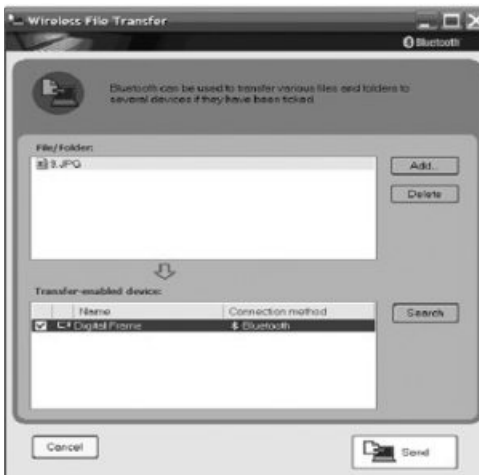 Wireless File Transfer
Bluetooth
Bluetooth can be used to transfer various files and folders to
several devices if they have been ticked
File/Folder:
9.JPG
Add...
Delete
Transfer-enabled device:
Name Connection method
Digital Frame Bluetooth
Search
Cancel
Send